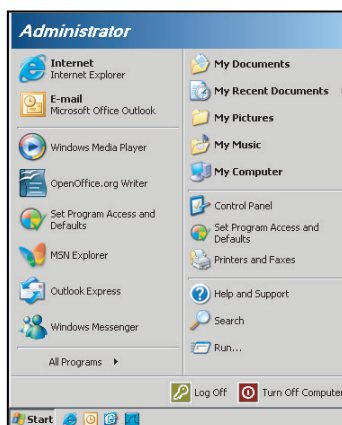 Administrator
Internet
Internet Explorer
E-mail
Microsoft Office Outlook
Windows Media Player
OpenOffice.org Writer
Set Program Access and
Defaults
MSN Explorer
Outlook Express
Windows Messenger
All Programs
My Documents
My Recent Documents
My Pictures
My Music
My Computer
Control Panel
Set Program Access and
Defaults
Printers and Faxes
Help and Support
Search
Run...
Log Off
Turn Off Computer
Start